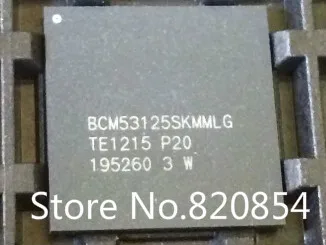 BCM53125SKMMLG
TE1215 P20
195260 3 W
Store No.820854